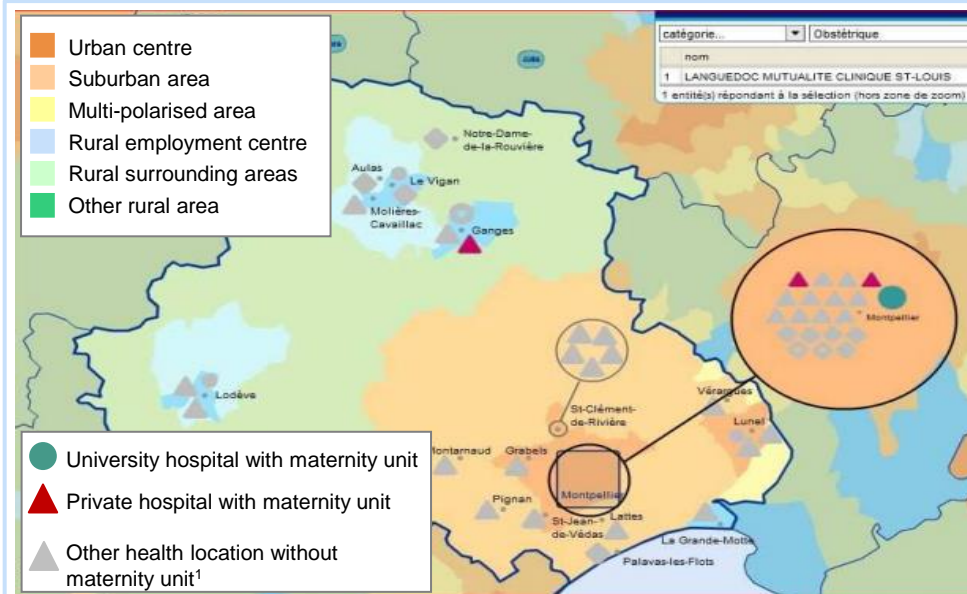 Urban centre
Suburban area
Multi-polarised area
Rural employment centre
Rural surrounding areas
Other rural area
catégorie...
Obstétrique
nom
1 LANGUEDOC MUTUALITE CLINIQUE ST-LOUIS
1 entité(s) répondant à la sélection (hors zone de zoom)
Notre-Dame-
de-la-Rouvière
Aulas
Le Vigan
Molières-
Cavaillac
Ganges
Montpellier
Lodève
Vérargues
St-Clément-
de-Rivière
Lunel
ontarnaud
Grabels
Montpellier
Pignan
St-Jean-
de-Védas
Lattes
La Grande-Motte
Palavas-les-Flots
University hospital with maternity unit
Private hospital with maternity unit
Other health location without
maternity unit1